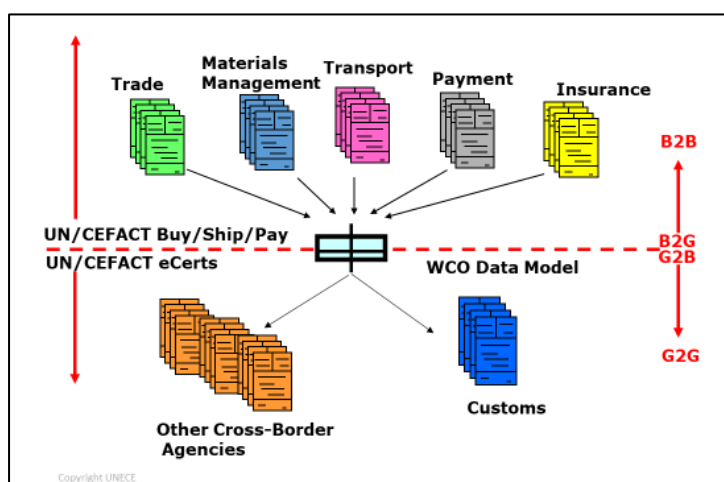 Trade
Materials
Management
Transport
Payment
Insurance
B2B
UN/CEFACT Buy/Ship/Pay
B2G
UN/CEFACT eCerts
WCO Data Model
G2B
G2G
Other Cross-Border
Agencies
Customs
Copyright UNECE